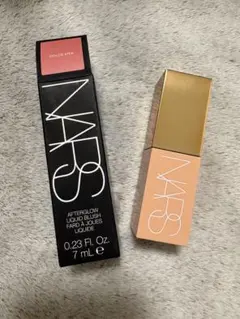 NARS
AFTERGLOW
LIQUID BLUSH
FARD À JOUES
LIQUIDE
0.23 Fl. Oz.
7 mL ℮
NARS